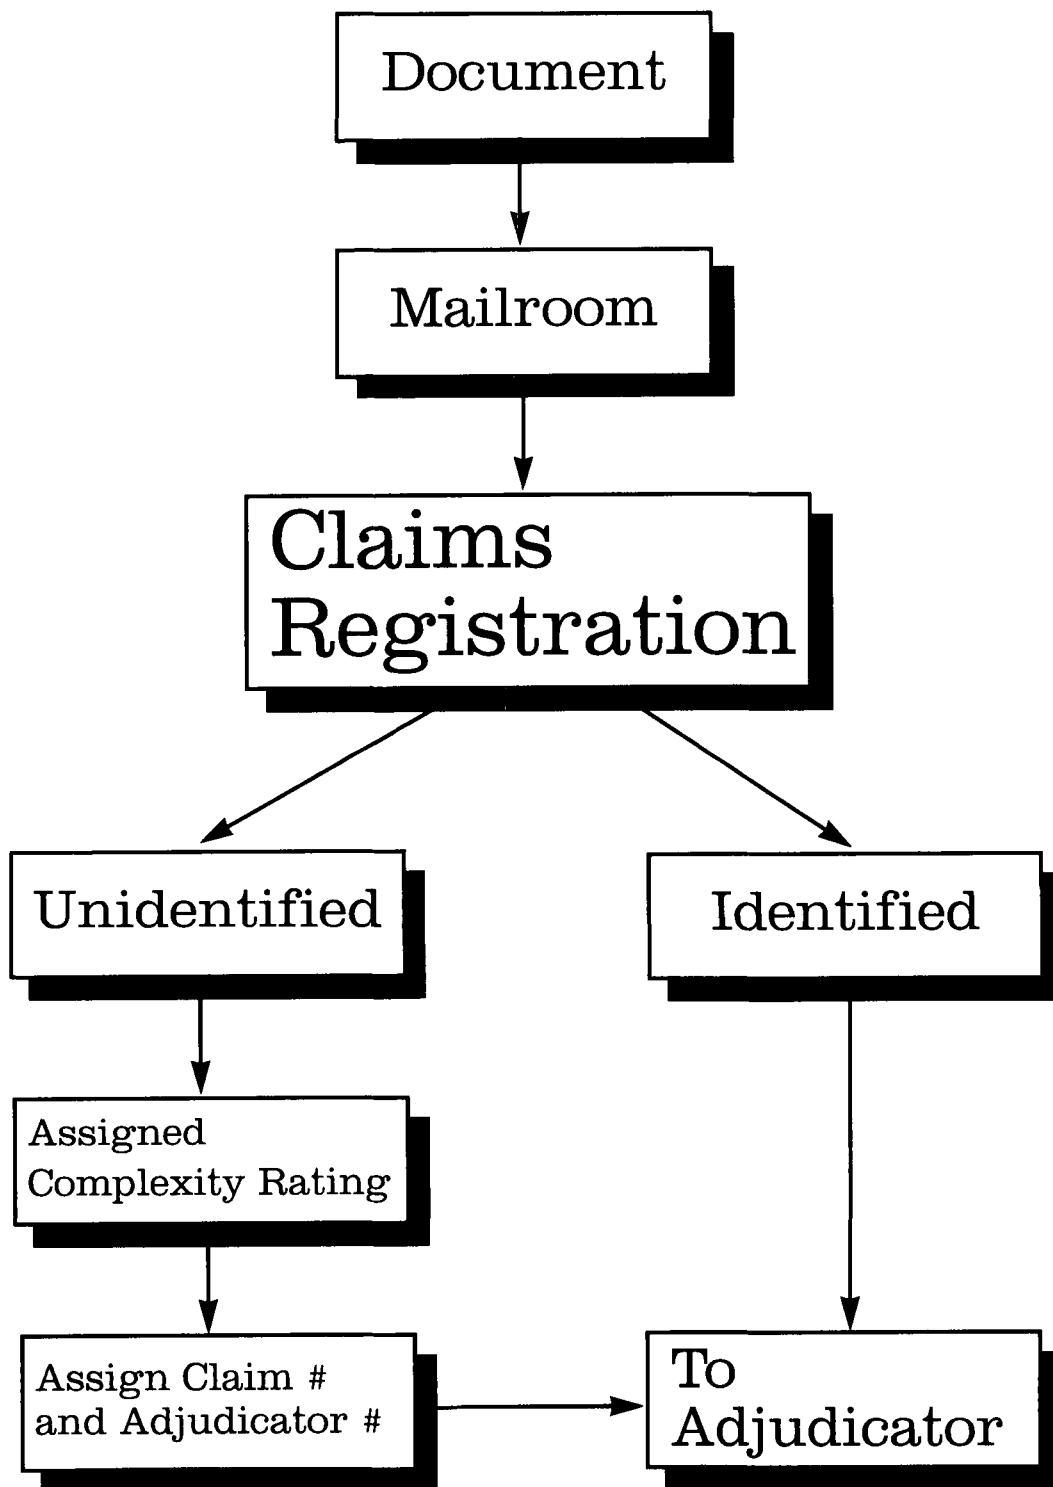 Document
Mailroom
Claims
Registration
Unidentified
Identified
Assigned
Complexity Rating
Assign Claim #
and Adjudicator #
To
Adjudicator